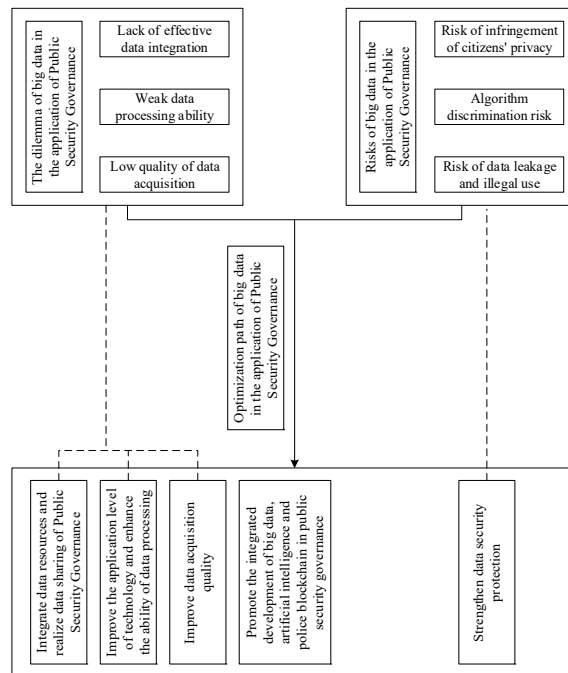 The dilemma of big data in
the application of Public
Security Governance
Lack of effective
data integration
Weak data
processing ability
Low quality of data
acquisition
Risks of big data in the
application of Public
Security Governance
Risk of infringement
of citizens' privacy
Algorithm
discrimination risk
Risk of data leakage
and illegal use
Optimization path of big data
in the application of Public
Security Governance
Integrate data resources and
realize data sharing of Public
Security Governance
Improve the application level
of technology and enhance
the ability of data processing
Improve data acquisition
quality
Promote the integrated
development of big data,
artificial intelligence and
police blockchain in public
security governance
Strengthen data security
protection